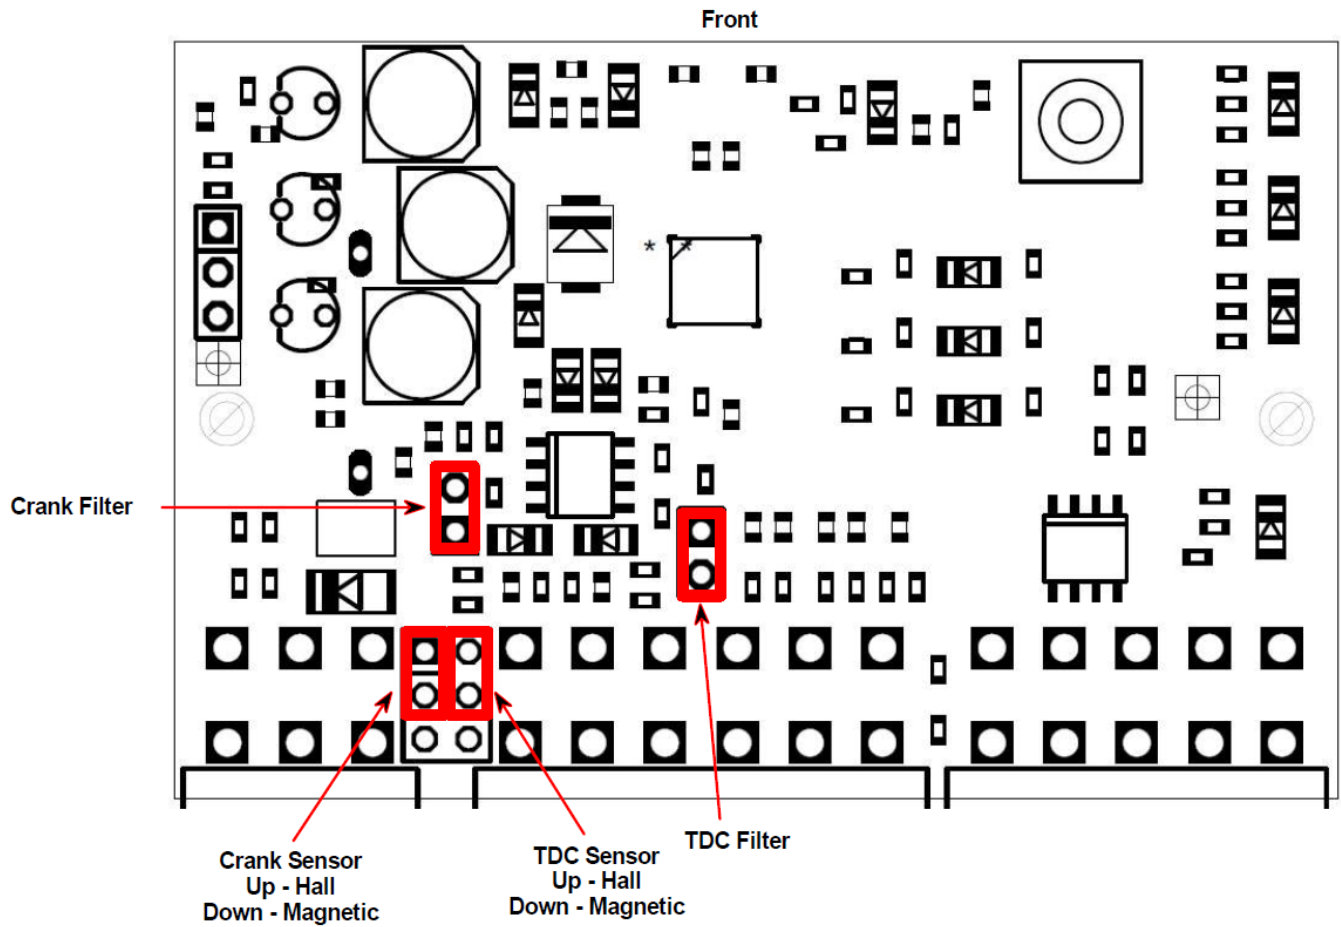 Front
Crank Filter
* *
TDC Filter
Crank Sensor
Up - Hall
Down - Magnetic
TDC Sensor
Up - Hall
Down - Magnetic